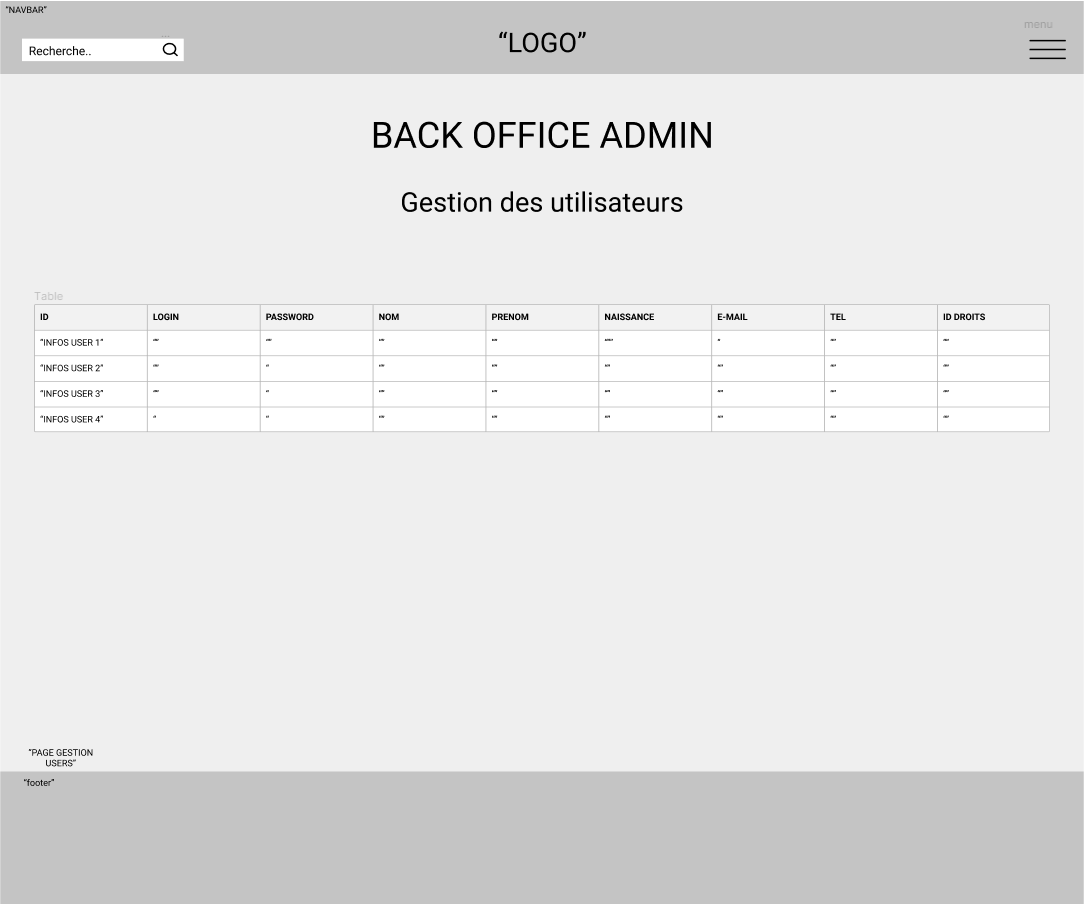 “NAVBAR”
menu
Recherche..
“LOGO”
BACK OFFICE ADMIN
Gestion des utilisateurs
Table
ID LOGIN PASSWORD NOM PRENOM NAISSANCE E-MAIL TEL ID DROITS
“INFOS USER 1”
“INFOS USER 2”
“INFOS USER 3”
“INFOS USER 4”
“PAGE GESTION
USERS”
“footer”